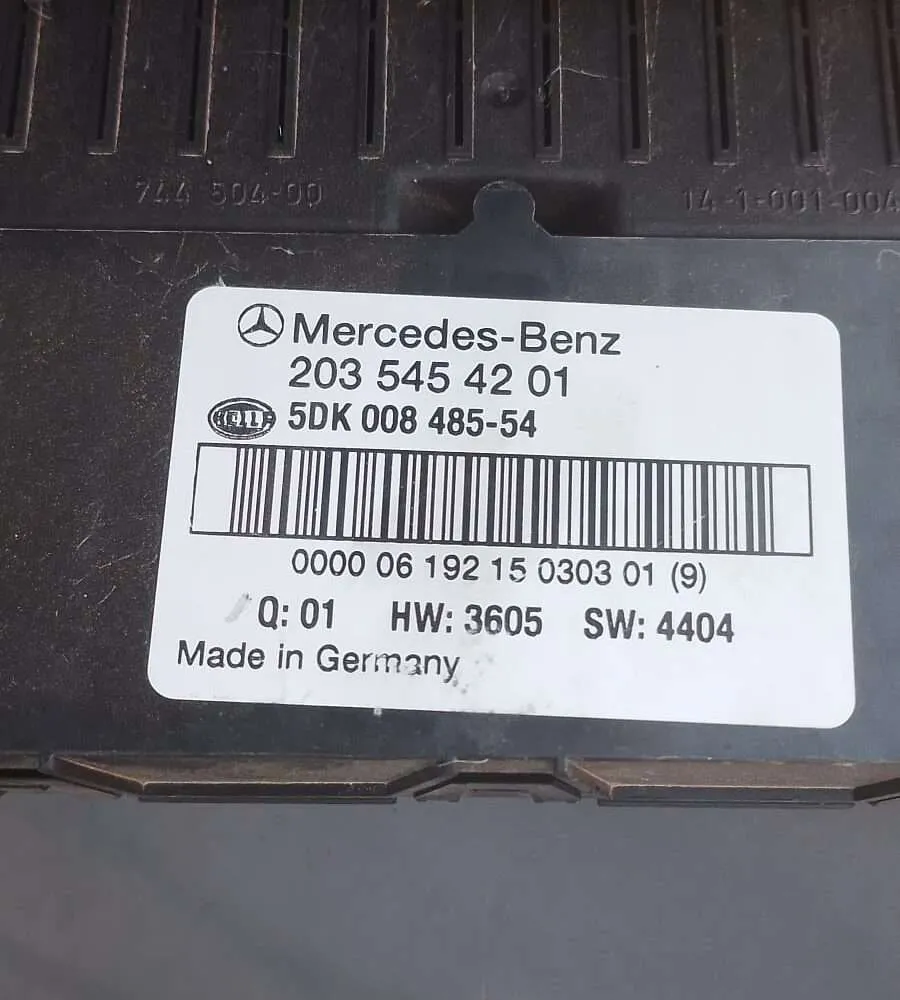 744 504-00
14-1-001-004
Mercedes-Benz
203 545 42 01
HELLA 5DK 008 485-54
0000 06 192 15 0303 01 (9)
Q: 01 HW: 3605 SW: 4404
Made in Germany